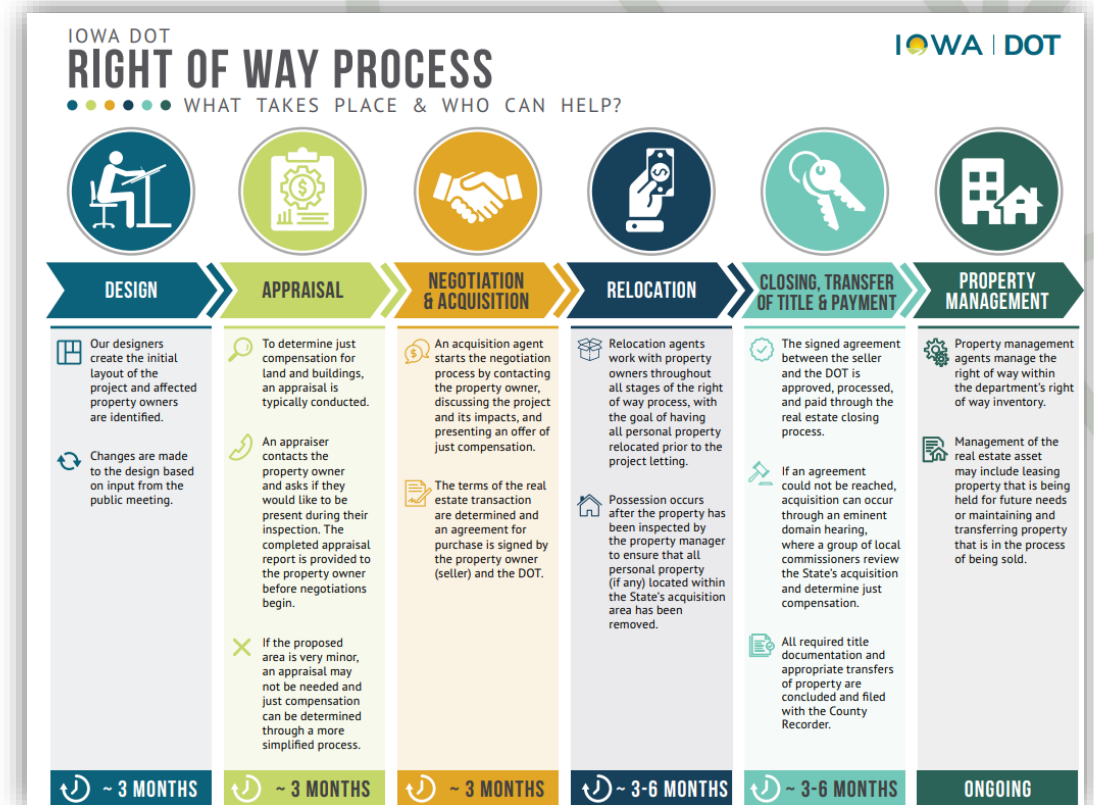 IOWA DOT
RIGHT OF WAY PROCESS
WHAT TAKES PLACE & WHO CAN HELP?
IOWA | DOT
DESIGN
Our designers
create the initial
layout of the
project and affected
property owners
are identified.
Changes are made
to the design based
on input from the
public meeting.
~ 3 MONTHS
APPRAISAL
To determine just
compensation for
land and buildings,
an appraisal is
typically conducted.
An appraiser
contacts the
property owner
and asks if they
would like to be
present during their
inspection. The
completed appraisal
report is provided to
the property owner
before negotiations
begin.
If the proposed
area is very minor,
an appraisal may
not be needed and
just compensation
can be determined
through a more
simplified process.
~ 3 MONTHS
NEGOTIATION
& ACQUISITION
An acquisition agent
starts the negotiation
process by contacting
the property owner,
discussing the project
and its impacts, and
presenting an offer of
just compensation.
The terms of the real
estate transaction
are determined and
an agreement for
purchase is signed by
the property owner
(seller) and the DOT.
~ 3 MONTHS
RELOCATION
Relocation agents
work with property
owners throughout
all stages of the right
of way process, with
the goal of having
all personal property
relocated prior to the
project letting.
Possession occurs
after the property has
been inspected by
the property manager
to ensure that all
personal property
(if any) located within
the State's acquisition
area has been
removed.
~ 3-6 MONTHS
CLOSING, TRANSFER
OF TITLE & PAYMENT
The signed agreement
between the seller
and the DOT is
approved, processed,
and paid through the
real estate closing
process.
If an agreement
could not be reached,
acquisition can occur
through an eminent
domain hearing,
where a group of local
commissioners review
the State's acquisition
and determine just
compensation.
All required title
documentation and
appropriate transfers
of property are
concluded and filed
with the County
Recorder.
~ 3-6 MONTHS
PROPERTY
MANAGEMENT
Property management
agents manage the
right of way within
the department's right
of way inventory.
Management of the
real estate asset
may include leasing
property that is being
held for future needs
or maintaining and
transferring property
that is in the process
of being sold.
ONGOING